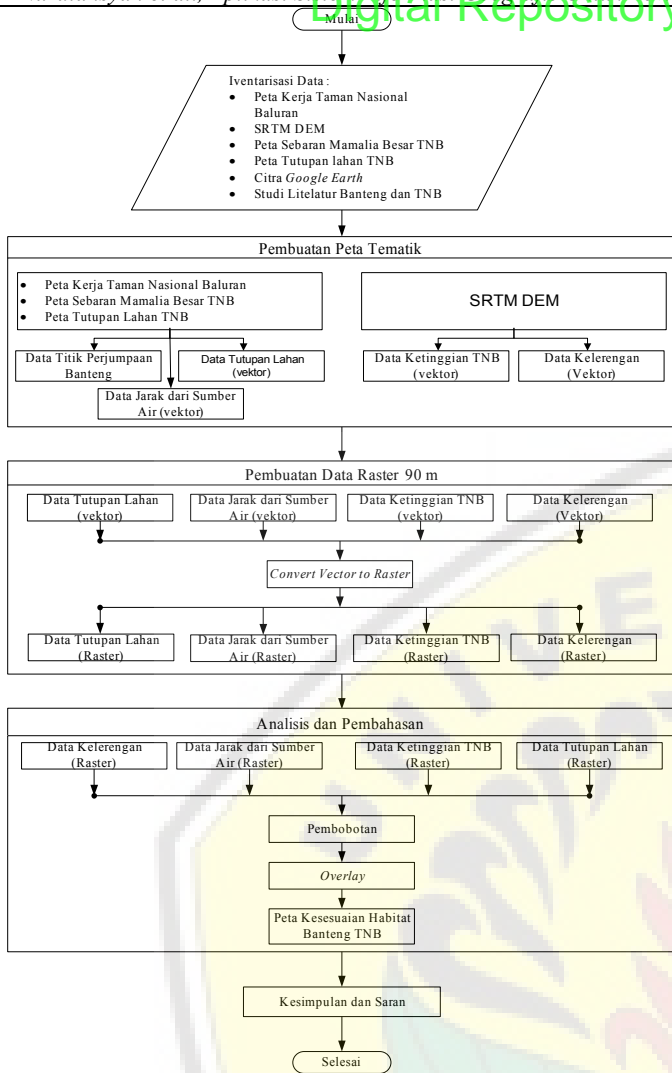 Digital Repository
Mulai
Iventarisasi Data :
• Peta Kerja Taman Nasional
Baluran
• SRTM DEM
• Peta Sebaran Mamalia Besar TNB
• Peta Tutupan lahan TNB
• Citra Google Earth
• Studi Litelatur Banteng dan TNB
Pembuatan Peta Tematik
• Peta Kerja Taman Nasional Baluran
• Peta Sebaran Mamalia Besar TNB
• Peta Tutupan Lahan TNB
SRTM DEM
Data Titik Perjumpaan
Banteng
Data Tutupan Lahan
(vektor)
Data Jarak dari Sumber
Air (vektor)
Data Ketinggian TNB
(vektor)
Data Kelerengan
(Vektor)
Pembuatan Data Raster 90 m
Data Tutupan Lahan
(vektor)
Data Jarak dari Sumber
Air (vektor)
Data Ketinggian TNB
(vektor)
Data Kelerengan
(Vektor)
Convert Vector to Raster
Data Tutupan Lahan
(Raster)
Data Jarak dari Sumber
Air (Raster)
Data Ketinggian TNB
(Raster)
Data Kelerengan
(Raster)
Analisis dan Pembahasan
Data Kelerengan
(Raster)
Data Jarak dari Sumber
Air (Raster)
Data Ketinggian TNB
(Raster)
Data Tutupan Lahan
(Raster)
Pembobotan
Overlay
Peta Kesesuaian Habitat
Banteng TNB
Kesimpulan dan Saran
Selesai
UNIVE